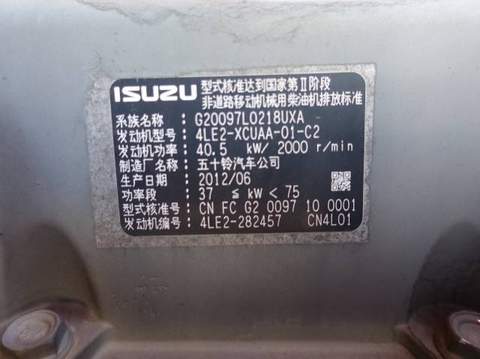 ISUZU 型式核准达到国家第Ⅱ阶段
非道路移动机械用柴油机排放标准
系族名称： G20097L0218UXA
发动机型号： 4LE2-XCUAA-01-C2
发动机功率： 40.5 kW/ 2000 r/min
制造厂名称： 五十铃汽车公司
生产日期： 2012/06
功率段： 37 ≤ kW < 75
型式核准号： CN FC G2 0097 10 0001
发动机编号： 4LE2-282457 CN4L01